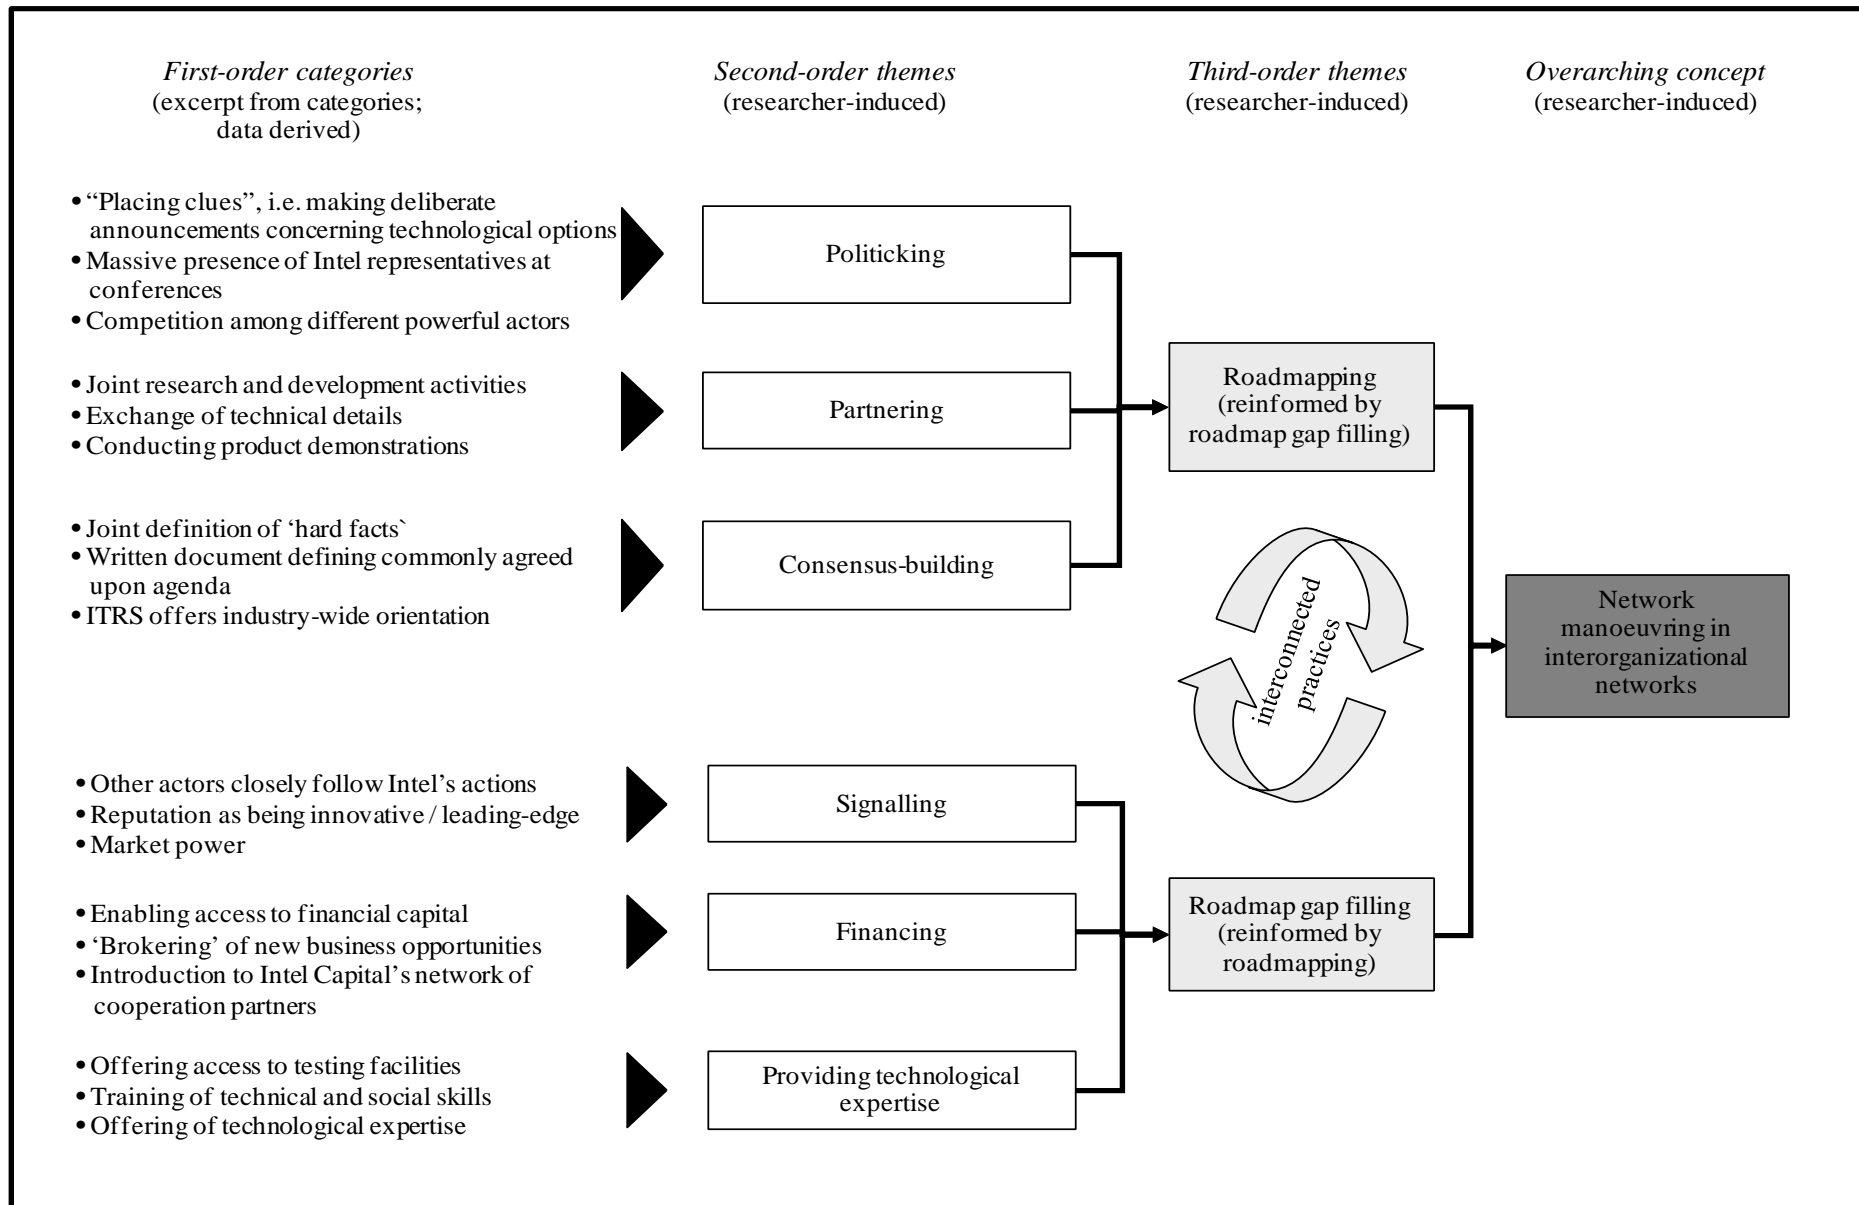 First-order categories
(excerpt from categories;
data derived)
Second-order themes
(researcher-induced)
Third-order themes
(researcher-induced)
Overarching concept
(researcher-induced)
• “Placing clues”, i.e. making deliberate
announcements concerning technological options
• Massive presence of Intel representatives at
conferences
• Competition among different powerful actors
Politicking
• Joint research and development activities
• Exchange of technical details
• Conducting product demonstrations
Partnering
• Joint definition of ‘hard facts`
• Written document defining commonly agreed
upon agenda
• ITRS offers industry-wide orientation
Consensus-building
Roadmapping
(reinformed by
roadmap gap filling)
interconnected
practices
Network
manoeuvring in
interorganizational
networks
• Other actors closely follow Intel’s actions
• Reputation as being innovative / leading-edge
• Market power
Signalling
• Enabling access to financial capital
• ‘Brokering’ of new business opportunities
• Introduction to Intel Capital’s network of
cooperation partners
Financing
Roadmap gap filling
(reinformed by
roadmapping)
• Offering access to testing facilities
• Training of technical and social skills
• Offering of technological expertise
Providing technological
expertise